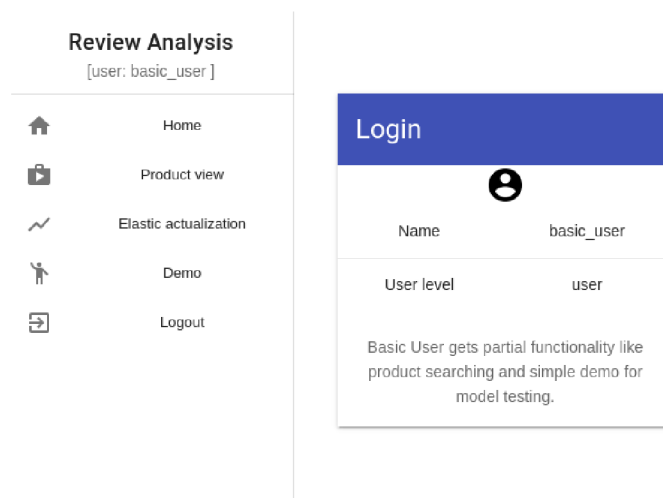 Review Analysis
[user: basic_user ]
Home
Product view
Elastic actualization
Demo
Logout
Login
Name basic_user
User level user
Basic User gets partial functionality like
product searching and simple demo for
model testing.